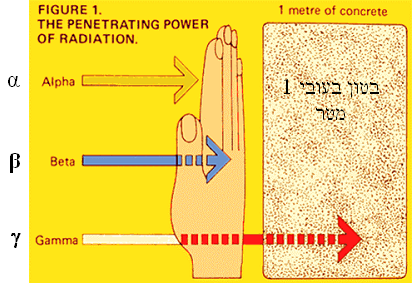 FIGURE 1.
THE PENETRATING POWER
OF RADIATION.
1 metre of concrete
α Alpha
בטון בעובי 1
מטר
β Beta
γ Gamma